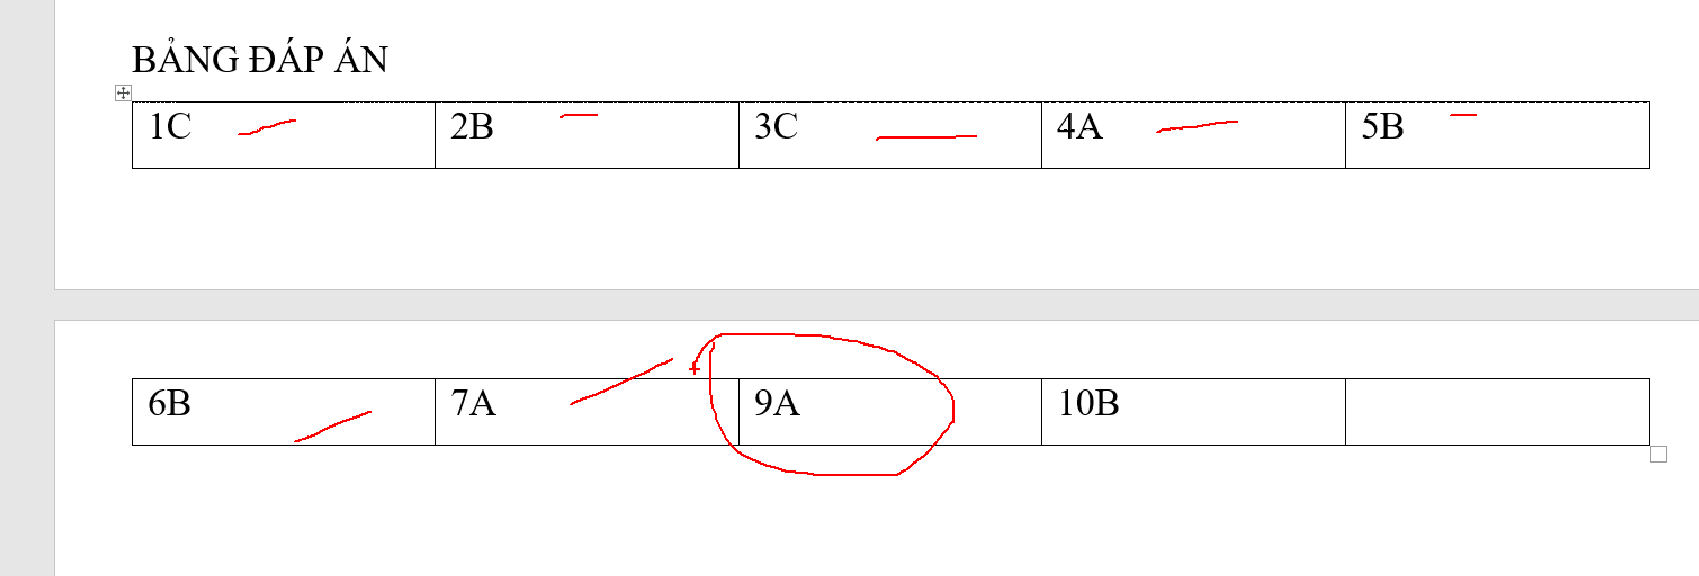 BẢNG ĐÁP ÁN
1C 2B 3C 4A 5B
6B 7A 9A 10B